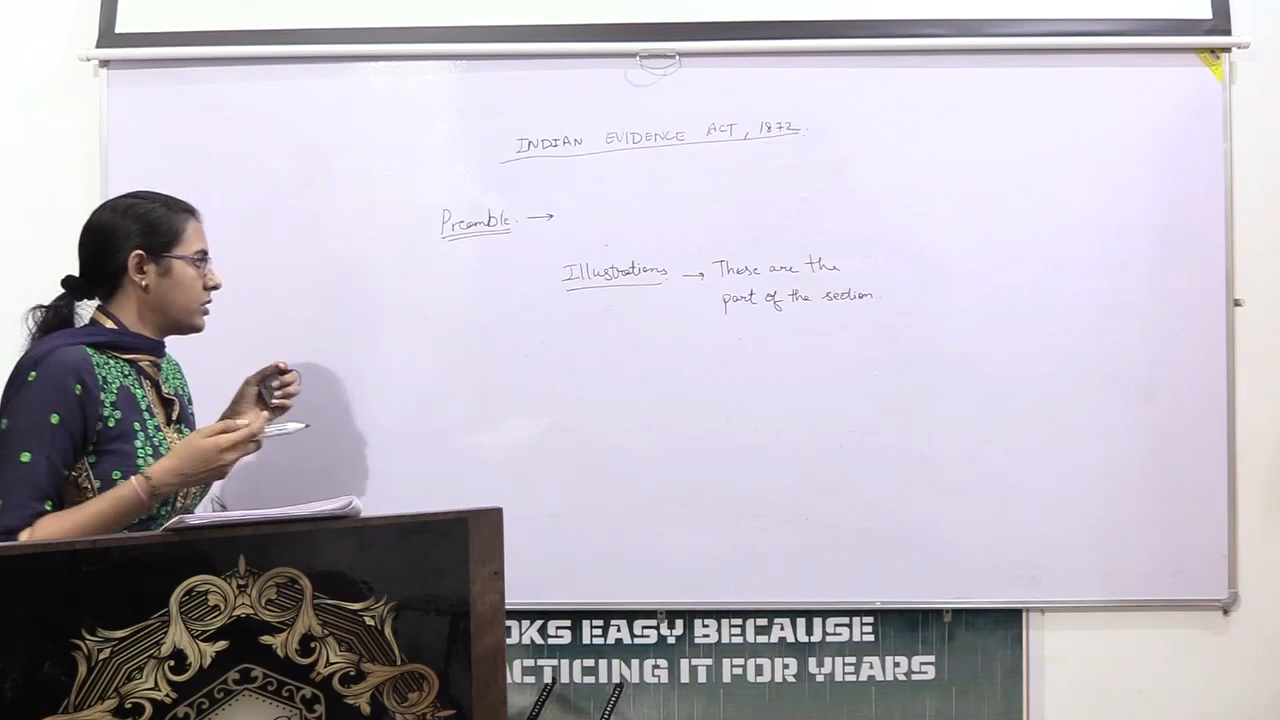 INDIAN EVIDENCE ACT, 1872.
Preamble. →
Illustrations → These are the
part of the section.
OKS EASY BECAUSE
ACTICING IT FOR YEARS